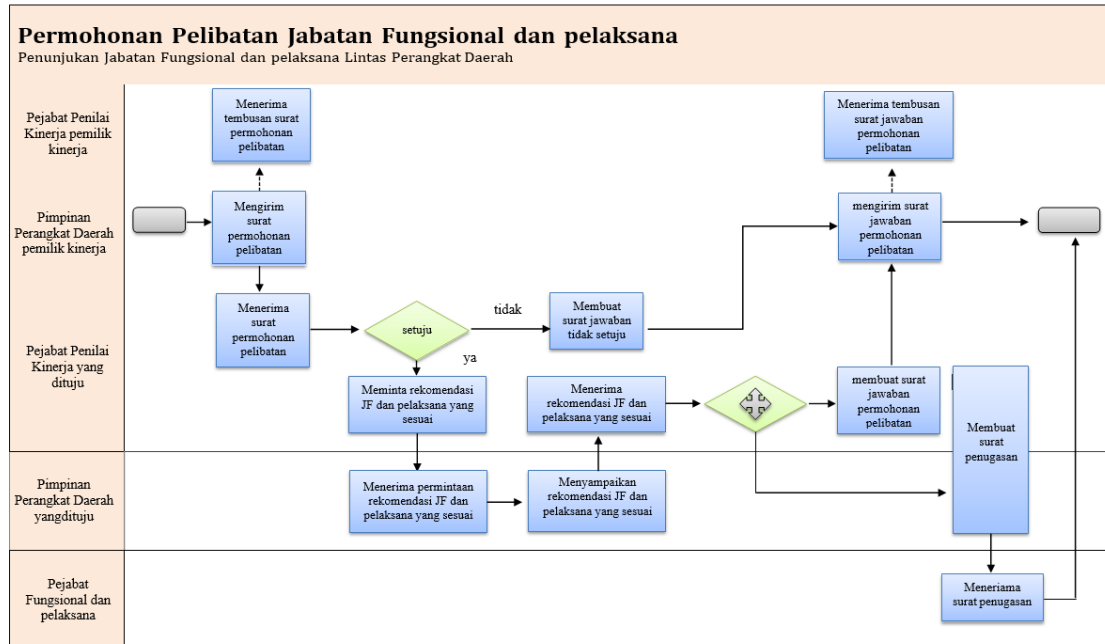 Permohonan Pelibatan Jabatan Fungsional dan pelaksana
Penunjukan Jabatan Fungsional dan pelaksana Lintas Perangkat Daerah
Pejabat Penilai
Kinerja pemilik
kinerja
Menerima
tembusan surat
permohonan
pelibatan
Menerima tembusan
surat jawaban
permohonan
pelibatan
Pimpinan
Perangkat Daerah
pemilik kinerja
Mengirim
surat
permohonan
pelibatan
mengirim surat
jawaban
permohonan
pelibatan
Pejabat Penilai
Kinerja yang
dituju
Menerima
surat
permohonan
pelibatan
setuju
tidak
ya
Membuat
surat jawaban
tidak setuju
Meminta rekomendasi
JF dan pelaksana yang
sesuai
Menerima
rekomendasi JF dan
pelaksana yang sesuai
membuat surat
jawaban
permohonan
pelibatan
Membuat
surat
penugasan
Pimpinan
Perangkat Daerah
yangdituju
Menerima permintaan
rekomendasi JF dan
pelaksana yang sesuai
Menyampaikan
rekomendasi JF dan
pelaksana yang sesuai
Pejabat
Fungsional dan
pelaksana
Meneriama
surat penugasan